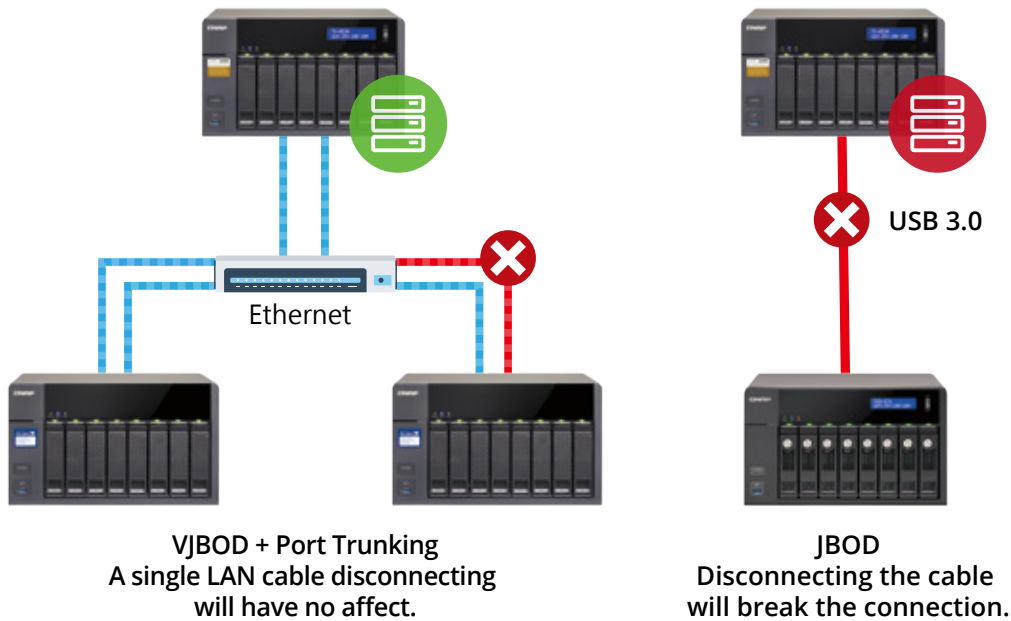 USB 3.0
Ethernet
VJBOD + Port Trunking
A single LAN cable disconnecting
will have no affect.
JBOD
Disconnecting the cable
will break the connection.